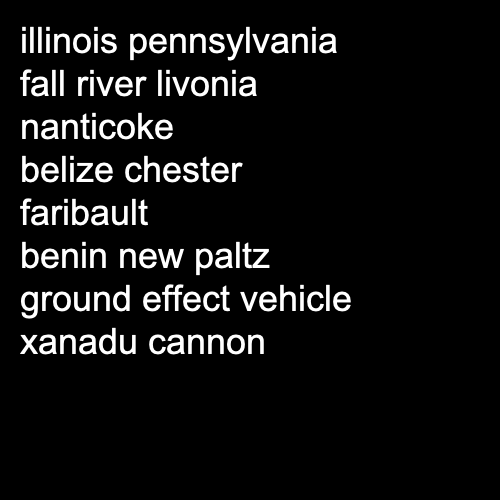 illinois pennsylvania
fall river livonia
nanticoke
belize chester
faribault
benin new paltz
ground effect vehicle
xanadu cannon